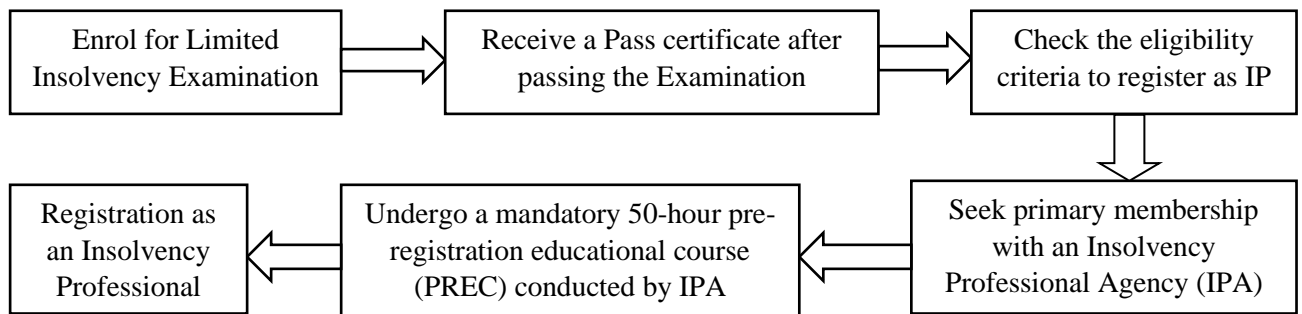 Enrol for Limited
Insolvency Examination
Receive a Pass certificate after
passing the Examination
Check the eligibility
criteria to register as IP
Seek primary membership
with an Insolvency
Professional Agency (IPA)
Undergo a mandatory 50-hour pre-
registration educational course
(PREC) conducted by IPA
Registration as
an Insolvency
Professional